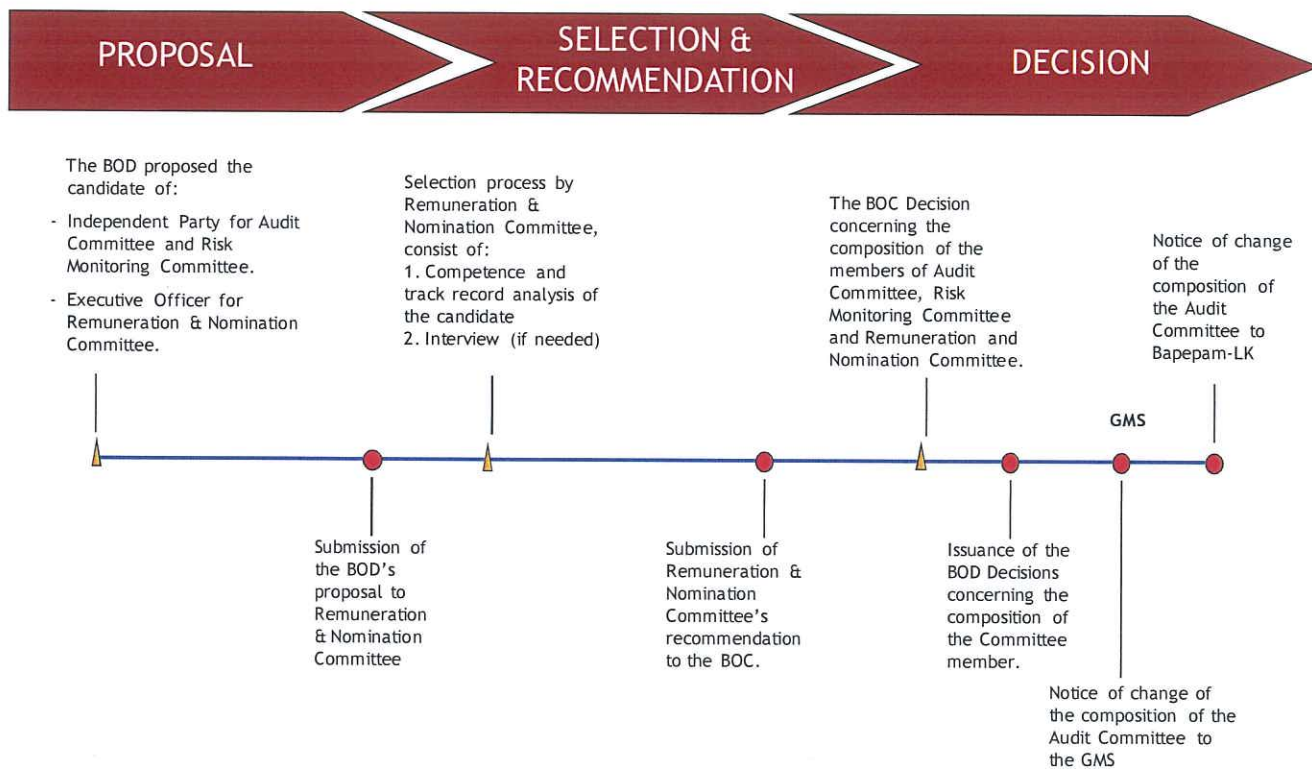 PROPOSAL
SELECTION &
RECOMMENDATION
DECISION
The BOD proposed the
candidate of:
- Independent Party for Audit
Committee and Risk
Monitoring Committee.
- Executive Officer for
Remuneration & Nomination
Committee.
Selection process by
Remuneration &
Nomination Committee,
consist of:
1. Competence and
track record analysis of
the candidate
2. Interview (if needed)
The BOC Decision
concerning the
composition of the
members of Audit
Committee, Risk
Monitoring Committee
and Remuneration and
Nomination Committee.
Notice of change
of the
composition of
the Audit
Committee to
Bapepam-LK
GMS
Submission of
the BOD's
proposal to
Remuneration
& Nomination
Committee
Submission of
Remuneration &
Nomination
Committee's
recommendation
to the BOC.
Issuance of the
BOD Decisions
concerning the
composition of
the Committee
member.
Notice of change of
the composition of the
Audit Committee to
the GMS